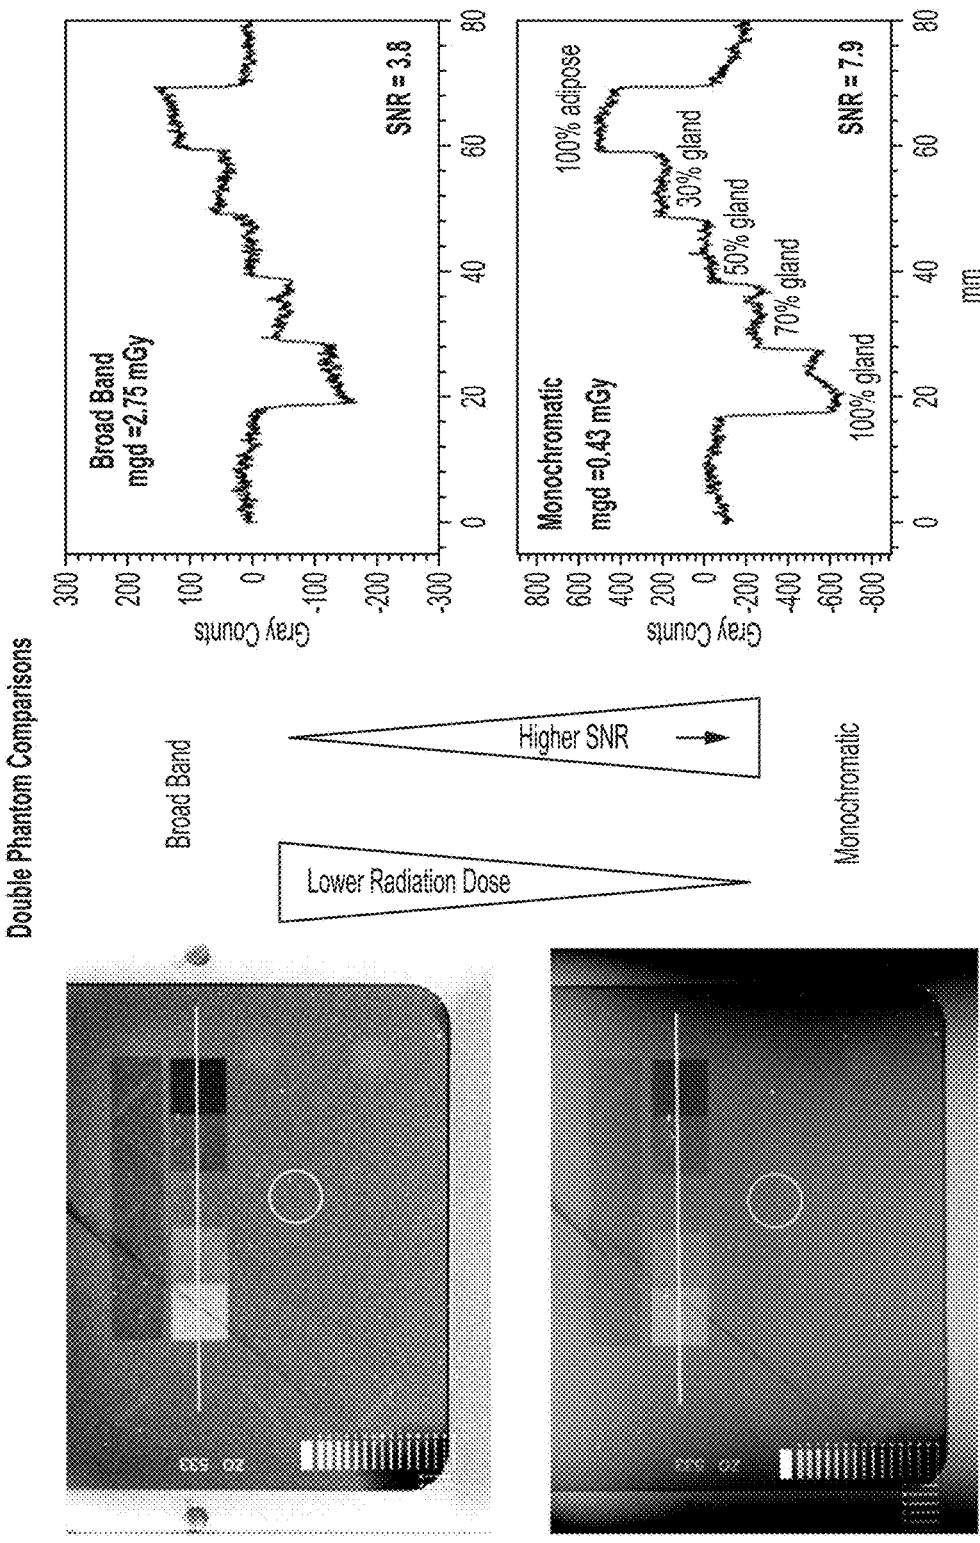 Double Phantom Comparisons
Broad Band
Lower Radiation Dose
Higher SNR
Monochromatic
Broad Band
mgd =2.75 mGy
SNR = 3.8
Gray Counts
300
200
100
0
-100
-200
-300
0
20
40
60
80
Monochromatic
mgd =0.43 mGy
100% adipose
30% gland
50% gland
70% gland
100% gland
SNR = 7.9
Gray Counts
800
600
400
200
0
-200
-400
-600
-800
0
20
40
60
80
mm